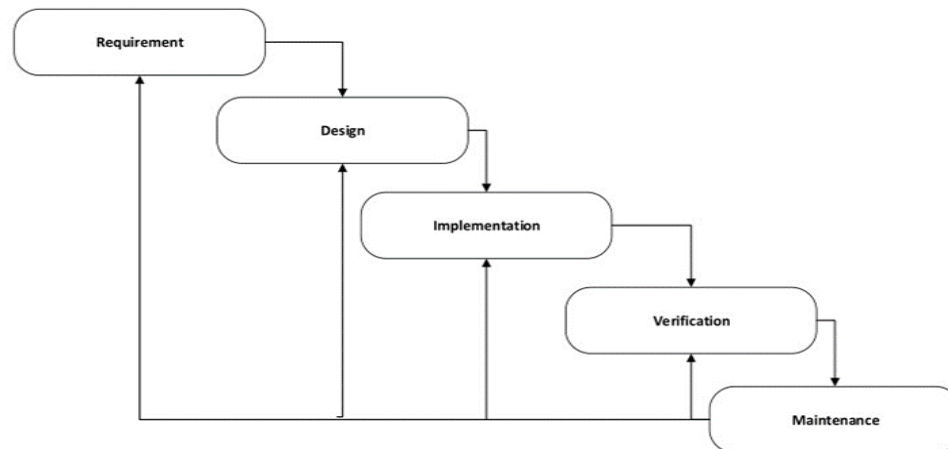 Requirement
Design
Implementation
Verification
Maintenance